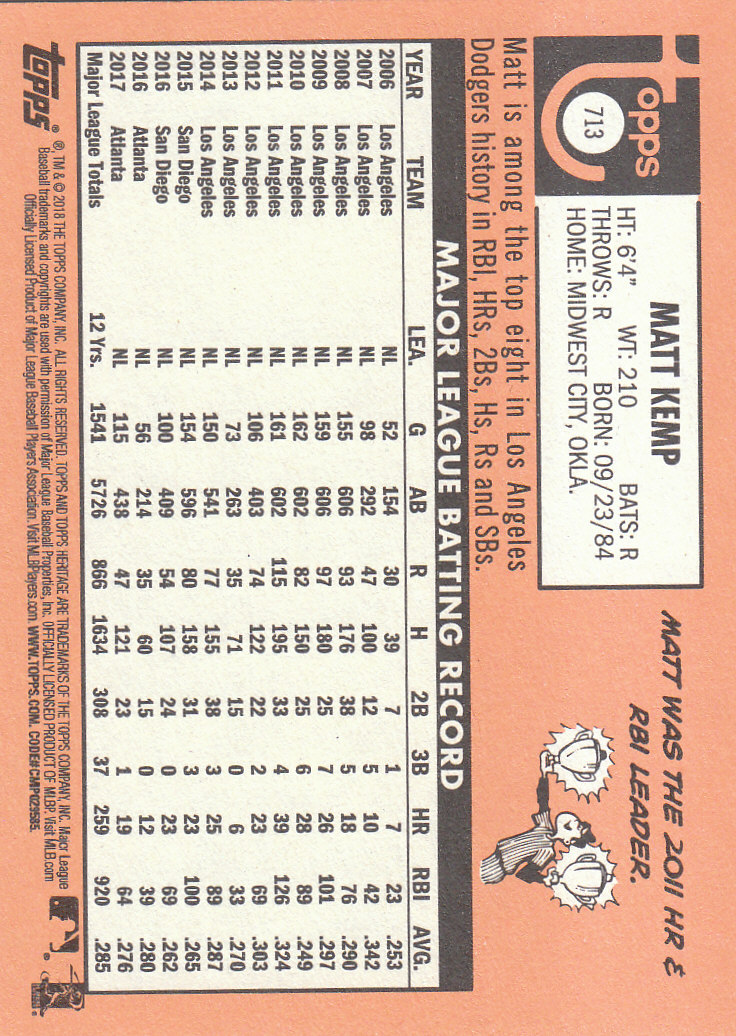 Topps
713
MATT KEMP
HT: 6'4" WT: 210 BATS: R
THROWS: R BORN: 09/23/84
HOME: MIDWEST CITY, OKLA.
MATT WAS THE 2011 HR &
RBI LEADER.
Matt is among the top eight in Los Angeles
Dodgers history in RBI, HRs, 2Bs, Hs, Rs and SBs.
MAJOR LEAGUE BATTING RECORD
YEAR TEAM LEA. G AB R H 2B 3B HR RBI AVG.
2006 Los Angeles NL 52 154 30 39 7 1 7 23 .253
2007 Los Angeles NL 98 292 47 100 12 5 10 42 .342
2008 Los Angeles NL 155 606 93 176 38 5 18 76 .290
2009 Los Angeles NL 159 606 97 180 25 7 26 101 .297
2010 Los Angeles NL 162 602 82 150 25 6 28 89 .249
2011 Los Angeles NL 161 602 115 195 33 4 39 126 .324
2012 Los Angeles NL 106 403 74 122 22 2 23 69 .303
2013 Los Angeles NL 73 263 35 71 15 0 6 33 .270
2014 Los Angeles NL 150 541 77 155 38 3 25 89 .287
2015 San Diego NL 154 596 80 158 31 3 23 100 .265
2016 San Diego NL 100 409 54 107 24 0 23 69 .262
2016 Atlanta NL 56 214 35 60 15 0 12 39 .280
2017 Atlanta NL 115 438 47 121 23 1 19 64 .276
Major League Totals 12 Yrs. 1541 5726 866 1634 308 37 259 920 .285
Topps®
®, TM & © 2018 THE TOPPS COMPANY, INC. ALL RIGHTS RESERVED. TOPPS AND TOPPS HERITAGE ARE TRADEMARKS OF THE TOPPS COMPANY, INC. Major League
Baseball trademarks and copyrights are used with permission of Major League Baseball Properties, Inc. OFFICIALLY LICENSED PRODUCT OF MLBP. Visit MLB.com
Officially Licensed Product of Major League Baseball Players Association. Visit MLBPlayers.com. WWW.TOPPS.COM. CODE#CMP029585.
®